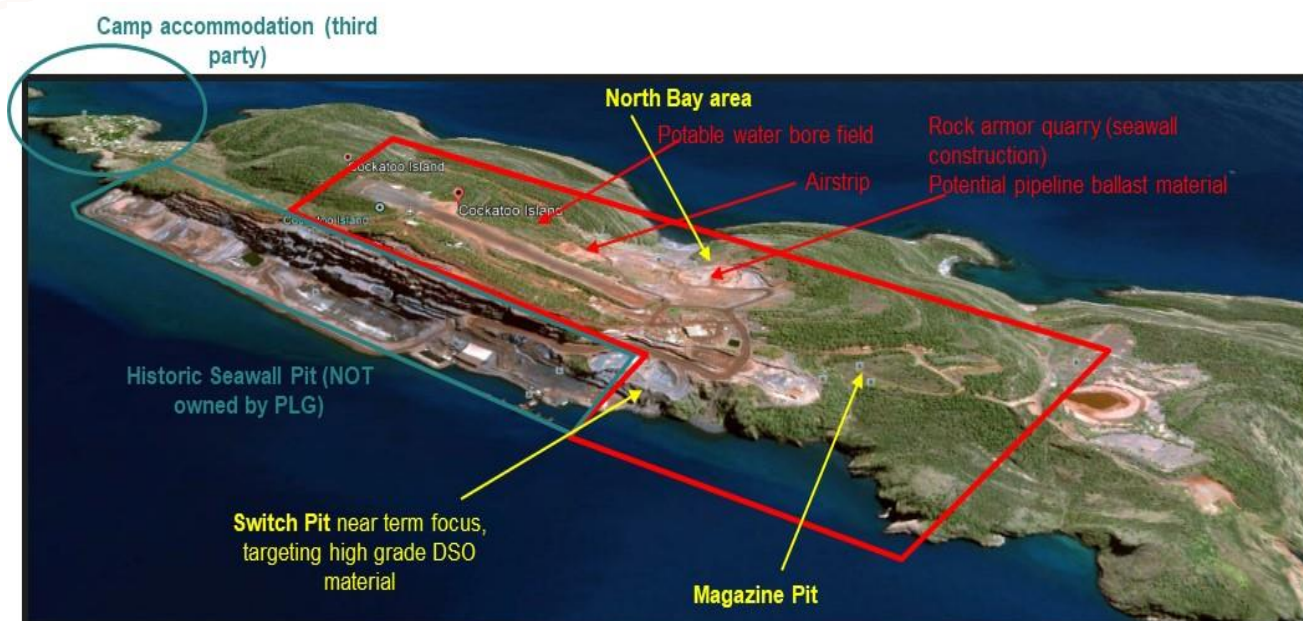 Camp accommodation (third
party)
North Bay area
Potable water bore field
Rock armor quarry (seawall
construction)
Potential pipeline ballast material
Airstrip
Cockatoo Island
Cockatoo Island
Cockatoo Island
Historic Seawall Pit (NOT
owned by PLG)
Switch Pit near term focus,
targeting high grade DSO
material
Magazine Pit